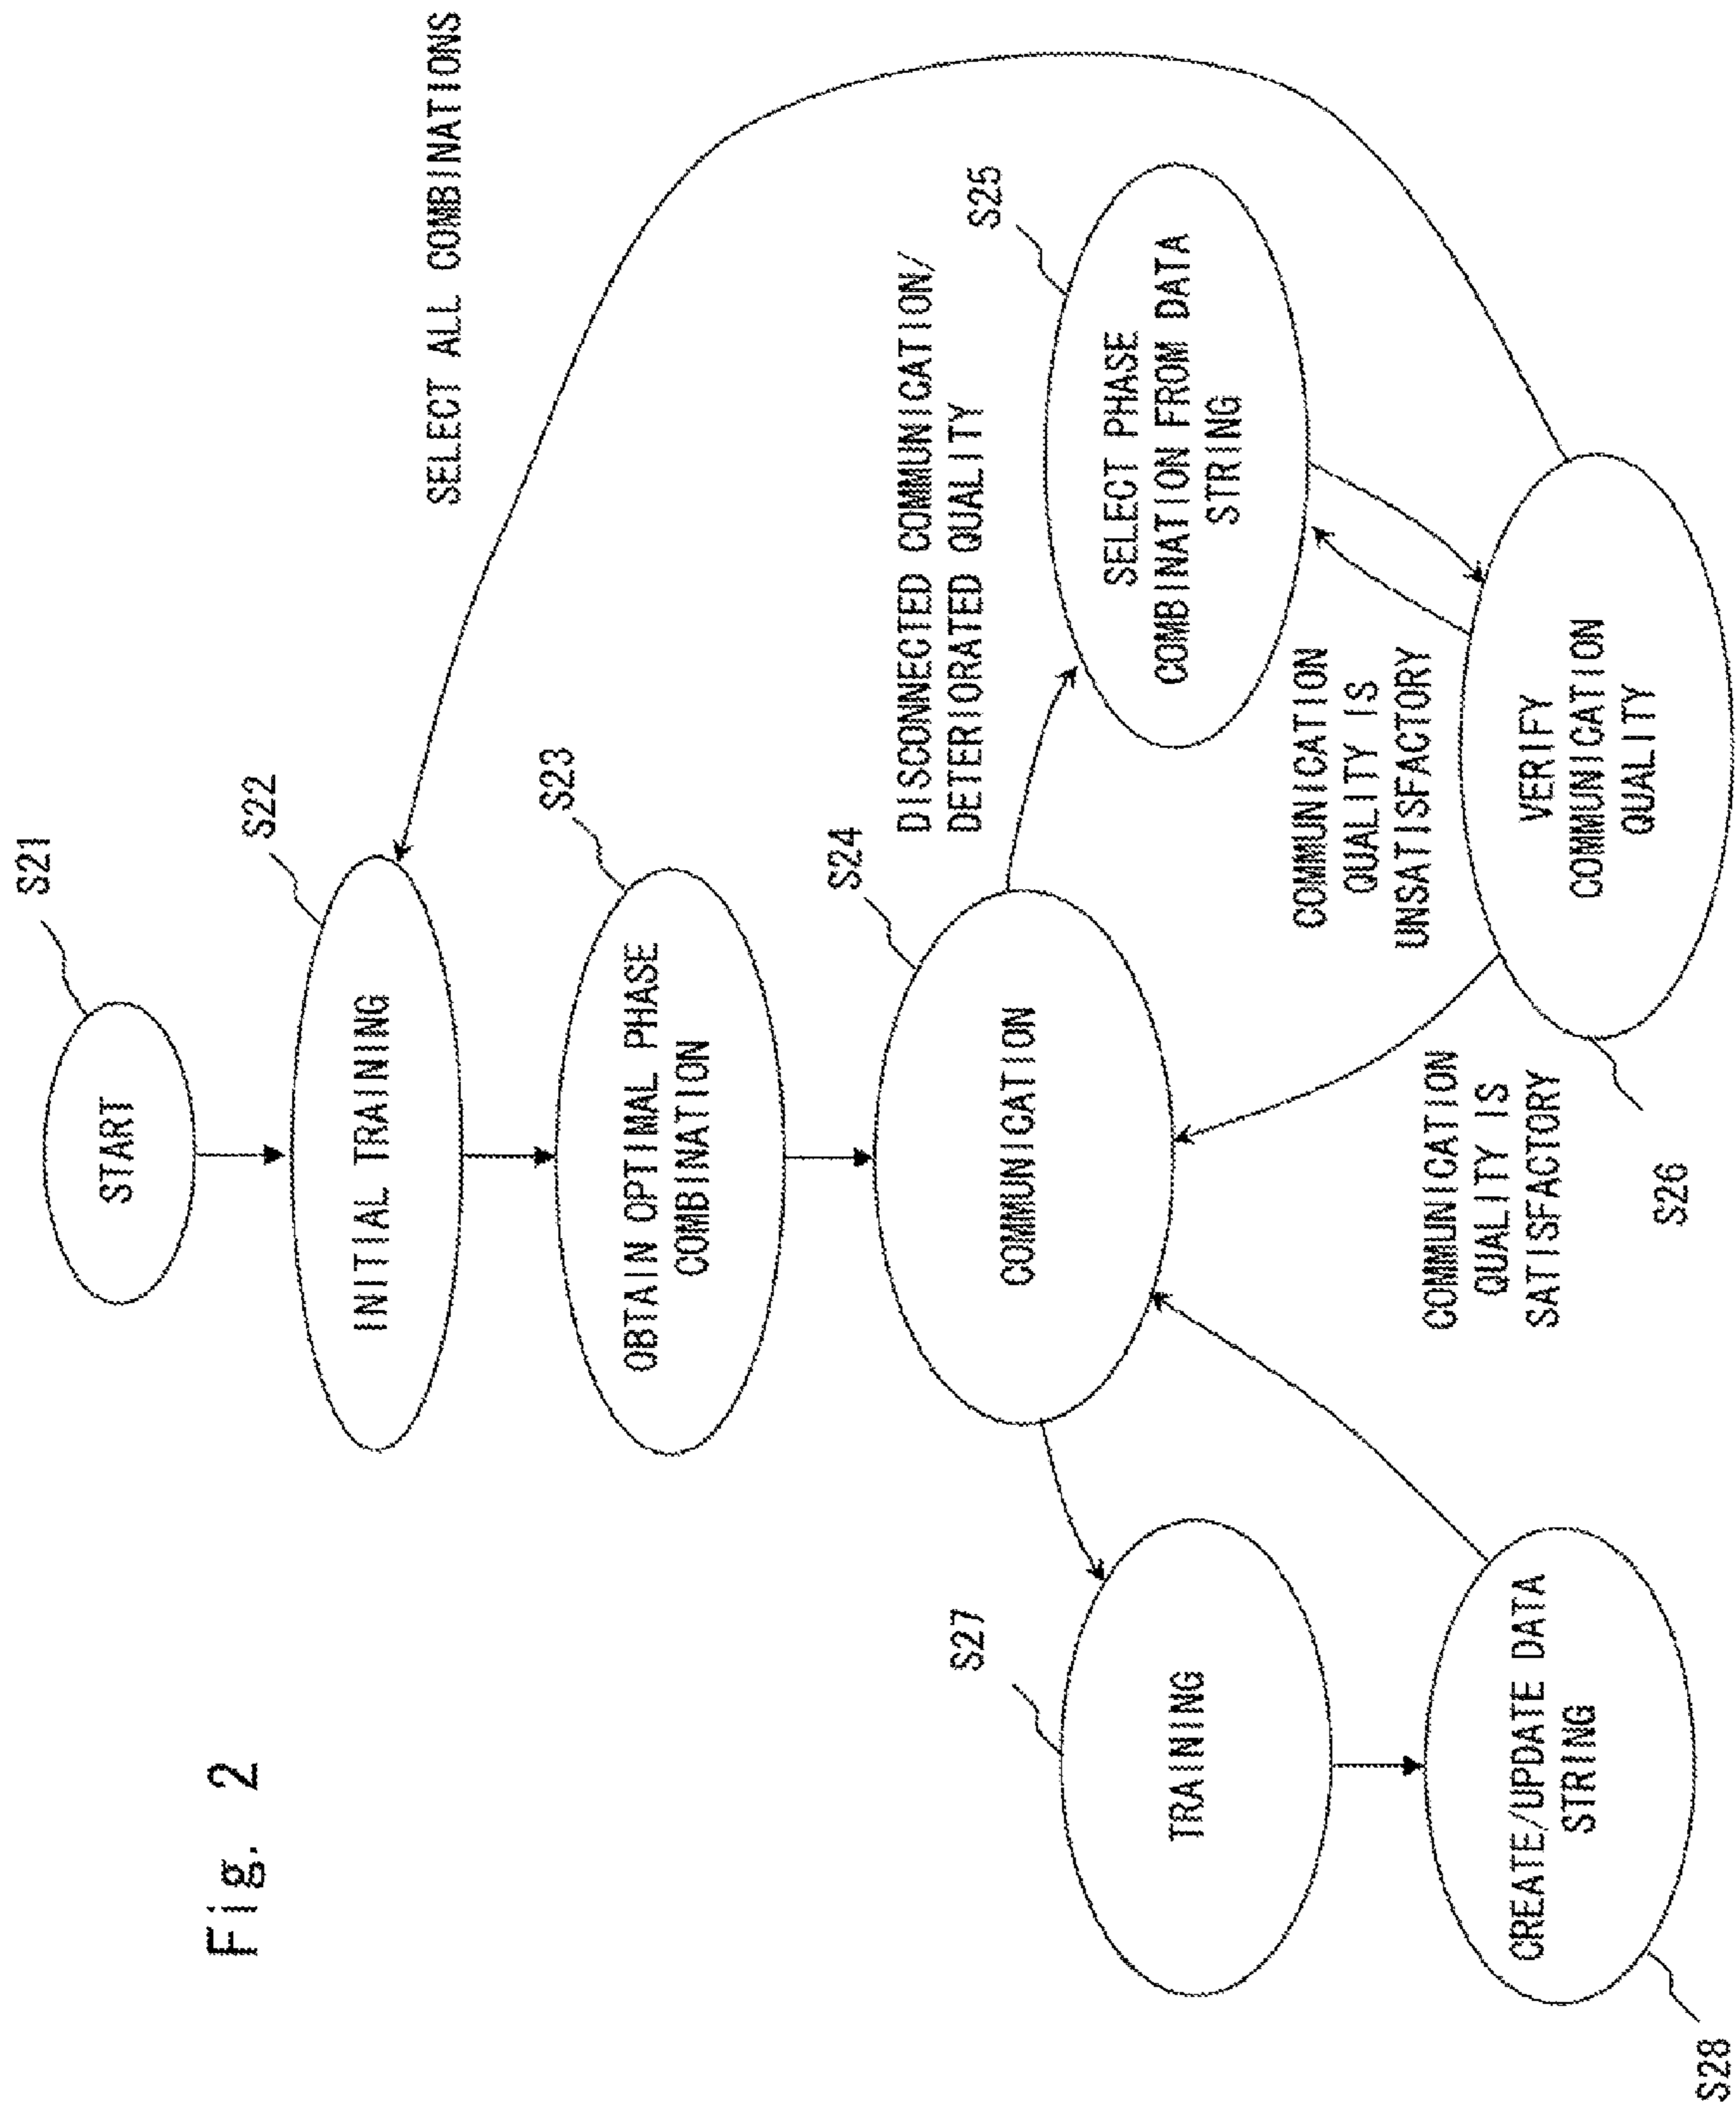 Fig. 2
S21
START
S22
INITIAL TRAINING
SELECT ALL COMBINATIONS
S23
OBTAIN OPTIMAL PHASE
COMBINATION
S24
COMMUNICATION
DISCONNECTED COMMUNICATION/
DETERIORATED QUALITY
S25
SELECT PHASE
COMBINATION FROM DATA
STRING
COMMUNICATION
QUALITY IS
UNSATISFACTORY
VERIFY
COMMUNICATION
QUALITY
S26
COMMUNICATION
QUALITY IS
SATISFACTORY
S27
TRAINING
CREATE/UPDATE DATA
STRING
S28